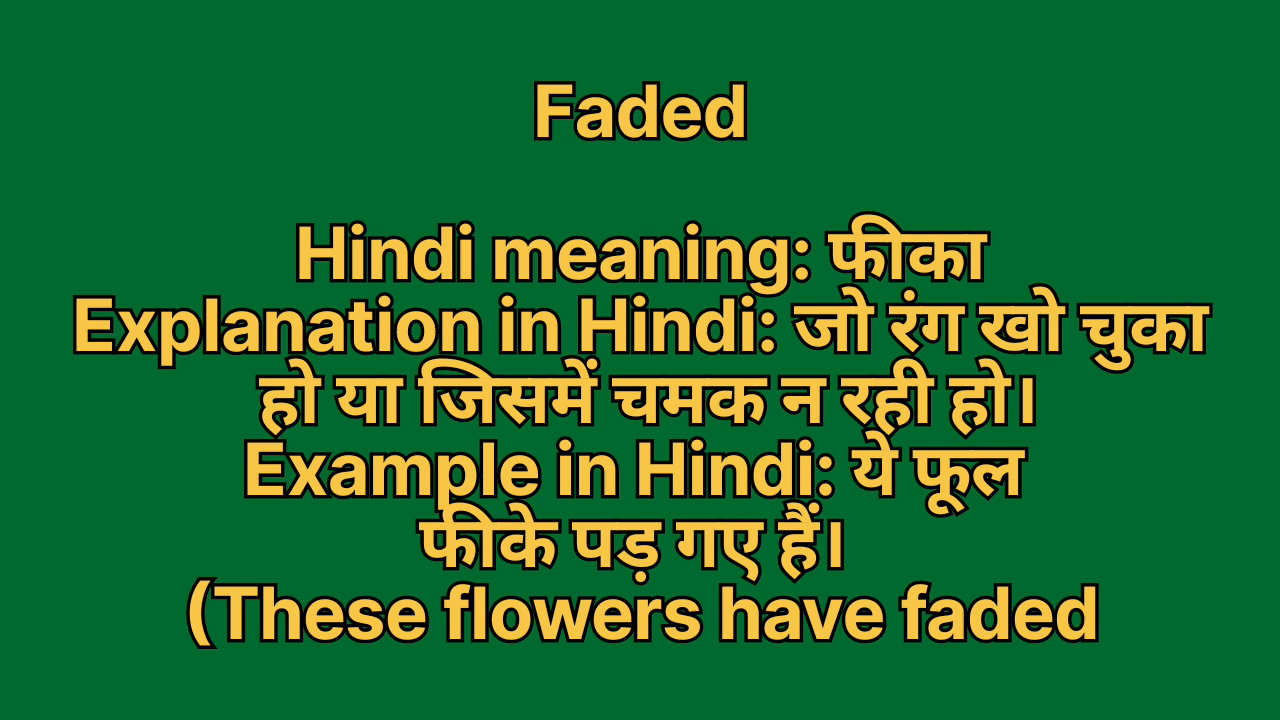 Faded
Hindi meaning: फीका
Explanation in Hindi: जो रंग खो चुका
हो या जिसमें चमक न रही हो।
Example in Hindi: ये फूल
फीके पड़ गए हैं।
(These flowers have faded